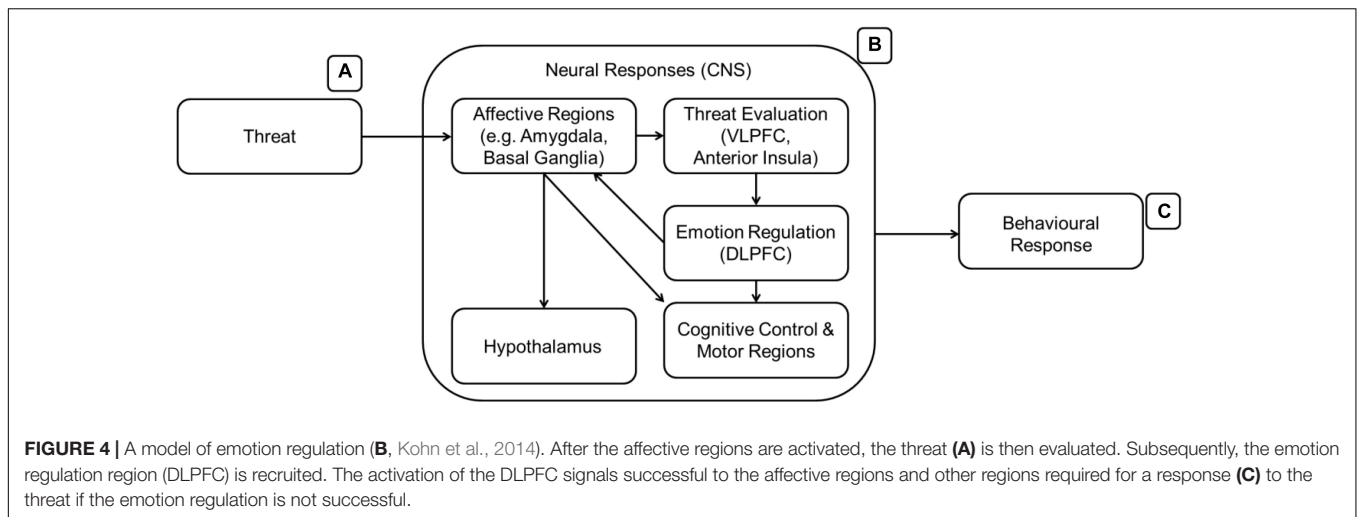 A
B
Neural Responses (CNS)
Threat
Affective Regions
(e.g. Amygdala,
Basal Ganglia)
Threat Evaluation
(VLPFC,
Anterior Insula)
Emotion Regulation
(DLPFC)
C
Behavioural
Response
Hypothalamus
Cognitive Control &
Motor Regions
FIGURE 4 | A model of emotion regulation (B, Kohn et al., 2014). After the affective regions are activated, the threat (A) is then evaluated. Subsequently, the emotion
regulation region (DLPFC) is recruited. The activation of the DLPFC signals successful to the affective regions and other regions required for a response (C) to the
threat if the emotion regulation is not successful.